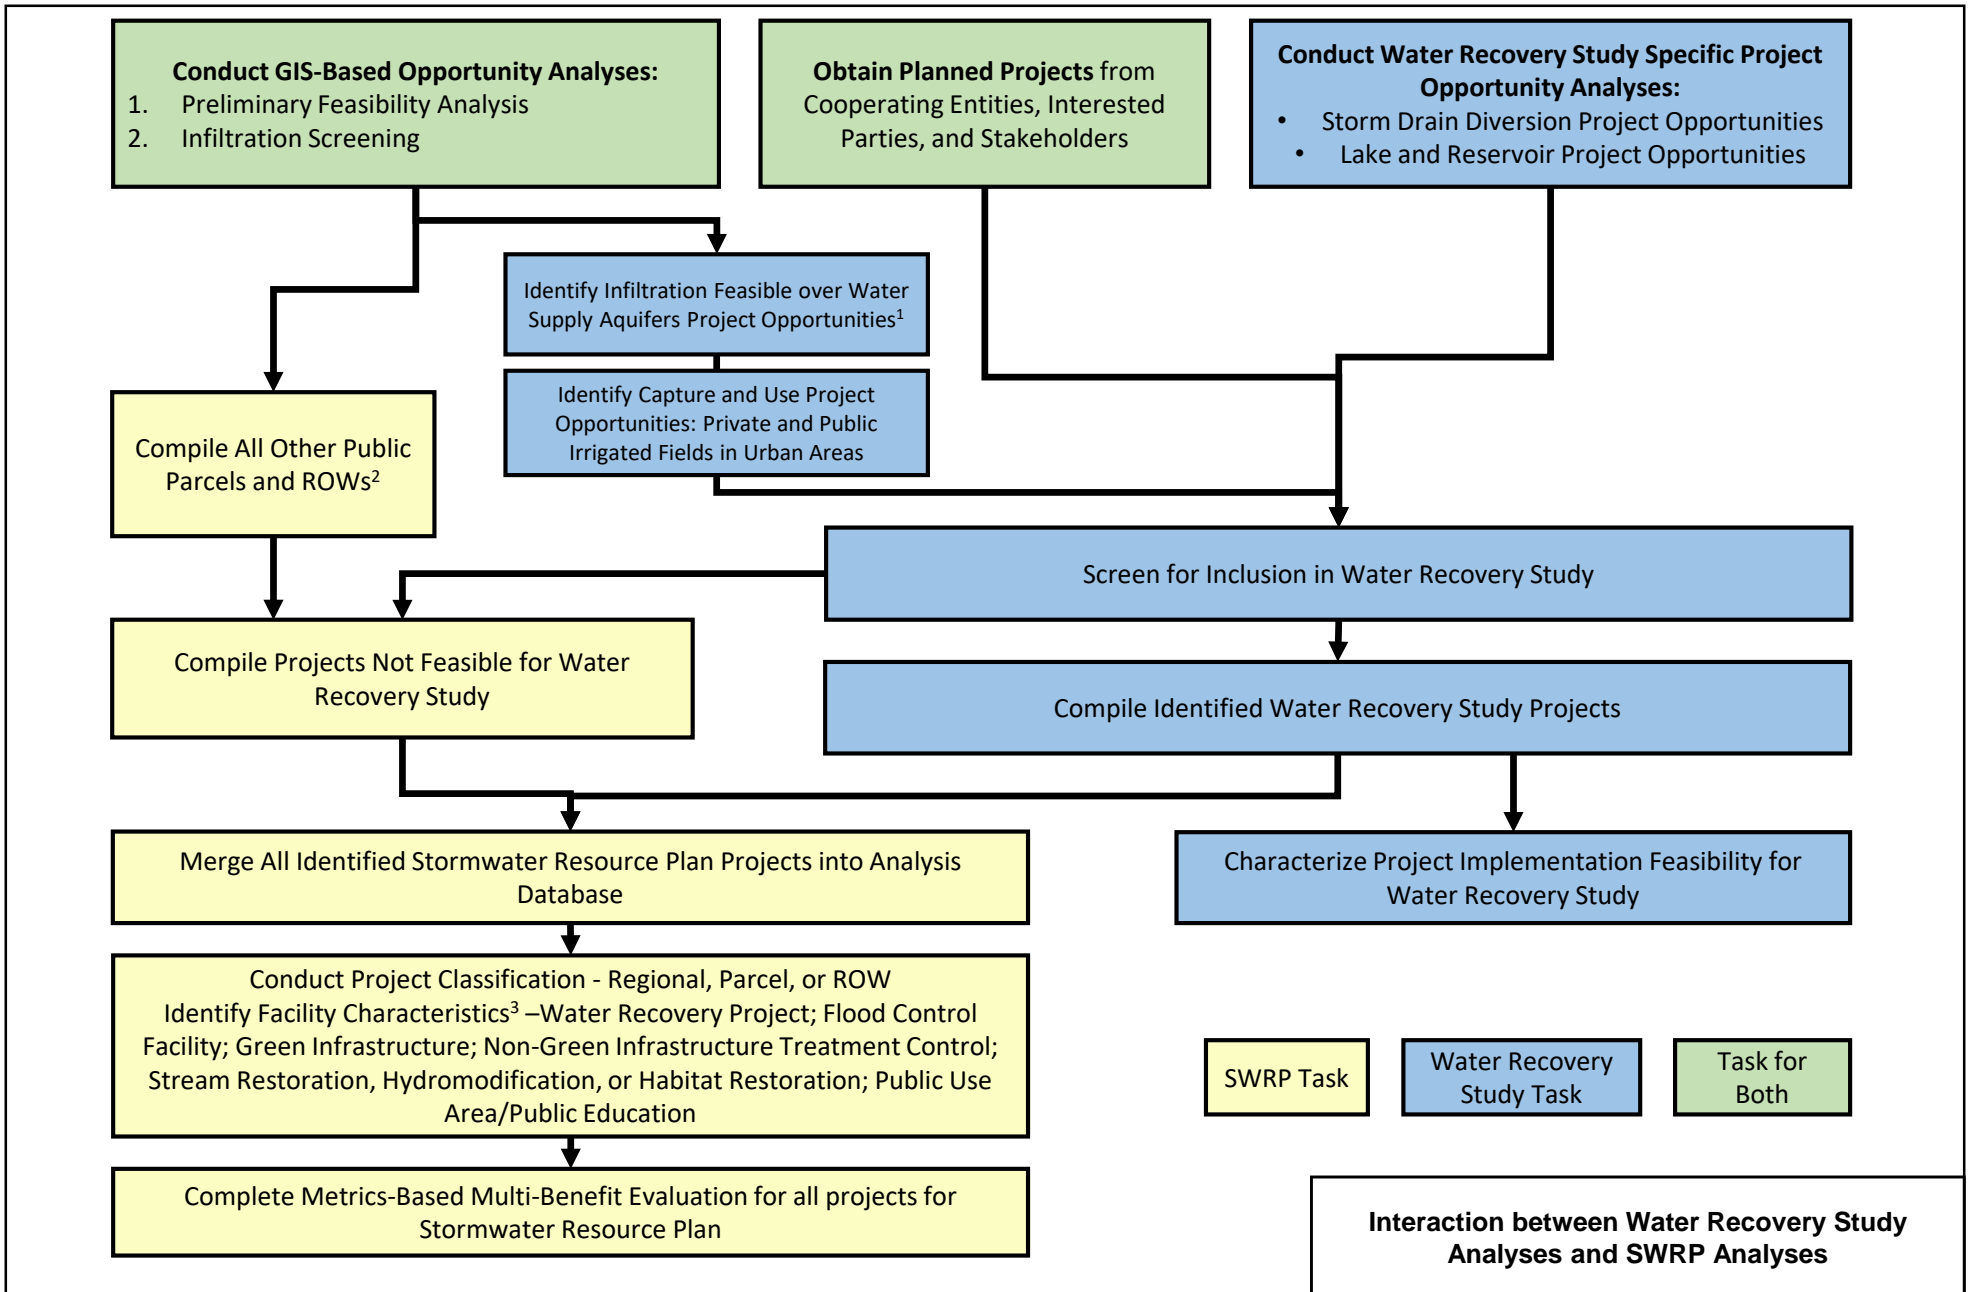 Conduct GIS-Based Opportunity Analyses:
1. Preliminary Feasibility Analysis
2. Infiltration Screening
Obtain Planned Projects from
Cooperating Entities, Interested
Parties, and Stakeholders
Conduct Water Recovery Study Specific Project
Opportunity Analyses:
• Storm Drain Diversion Project Opportunities
• Lake and Reservoir Project Opportunities
Identify Infiltration Feasible over Water
Supply Aquifers Project Opportunities¹
Identify Capture and Use Project
Opportunities: Private and Public
Irrigated Fields in Urban Areas
Compile All Other Public
Parcels and ROWs²
Screen for Inclusion in Water Recovery Study
Compile Projects Not Feasible for Water
Recovery Study
Compile Identified Water Recovery Study Projects
Merge All Identified Stormwater Resource Plan Projects into Analysis
Database
Characterize Project Implementation Feasibility for
Water Recovery Study
Conduct Project Classification - Regional, Parcel, or ROW
Identify Facility Characteristics³ –Water Recovery Project; Flood Control
Facility; Green Infrastructure; Non-Green Infrastructure Treatment Control;
Stream Restoration, Hydromodification, or Habitat Restoration; Public Use
Area/Public Education
SWRP Task
Water Recovery
Study Task
Task for
Both
Complete Metrics-Based Multi-Benefit Evaluation for all projects for
Stormwater Resource Plan
Interaction between Water Recovery Study
Analyses and SWRP Analyses